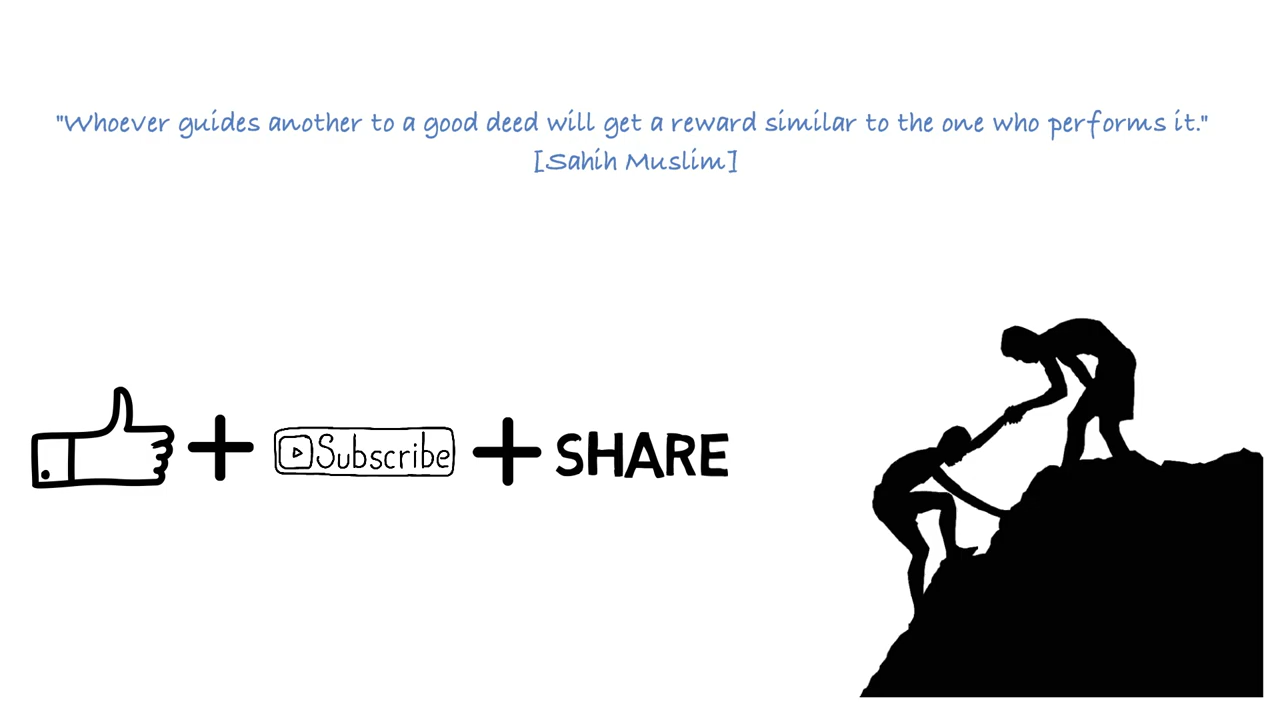 "Whoever guides another to a good deed will get a reward similar to the one who performs it."
[Sahih Muslim]
Subscribe
SHARE